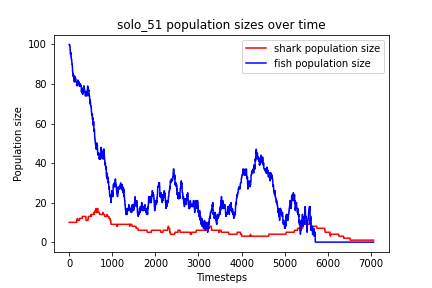 solo_51 population sizes over time
shark population size
fish population size
Population size
100
80
60
40
20
0
0
1000
2000
3000
4000
5000
6000
7000
Timesteps